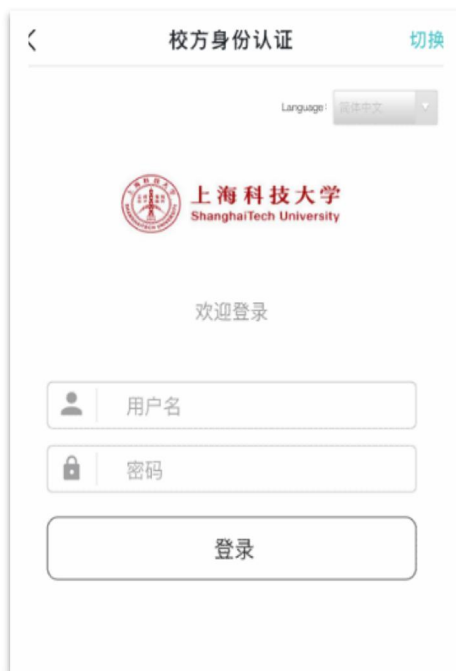 校方身份认证 切换
Language: 简体中文
上海科技大学
ShanghaiTech University
欢迎登录
用户名
密码
登录